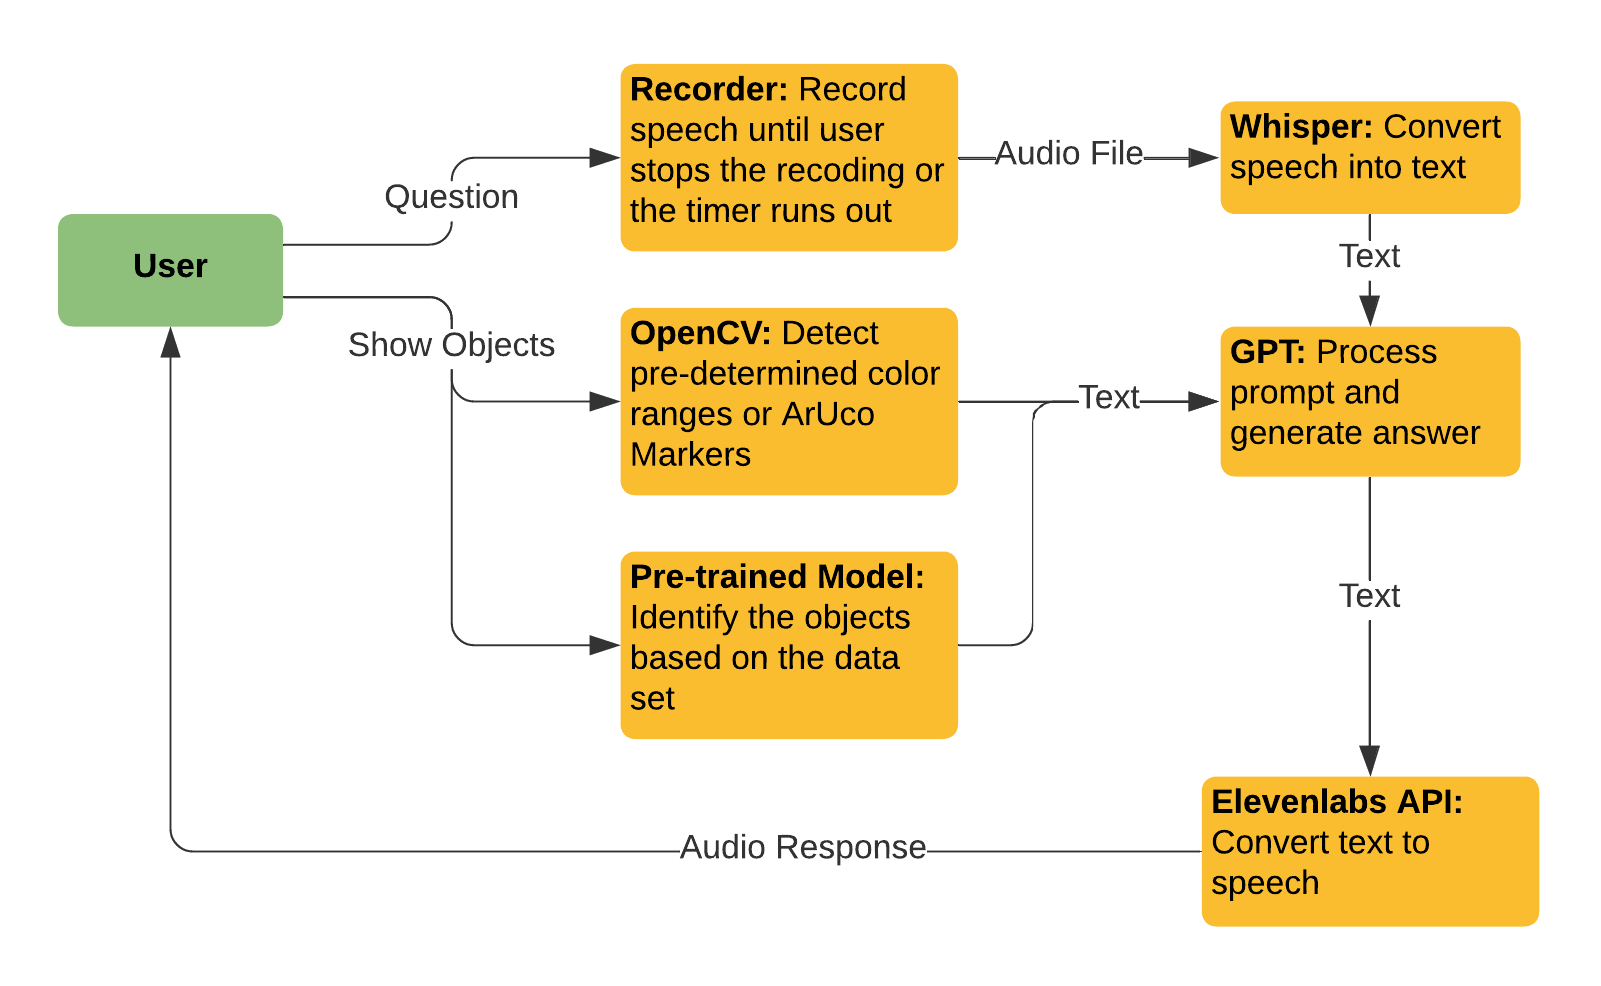 Recorder: Record
speech until user
stops the recoding or
the timer runs out
Audio File
Whisper: Convert
speech into text
Question
User
Text
Show Objects
OpenCV: Detect
pre-determined color
ranges or ArUco
Markers
Text
GPT: Process
prompt and
generate answer
Pre-trained Model:
Identify the objects
based on the data
set
Text
Elevenlabs API:
Convert text to
speech
Audio Response